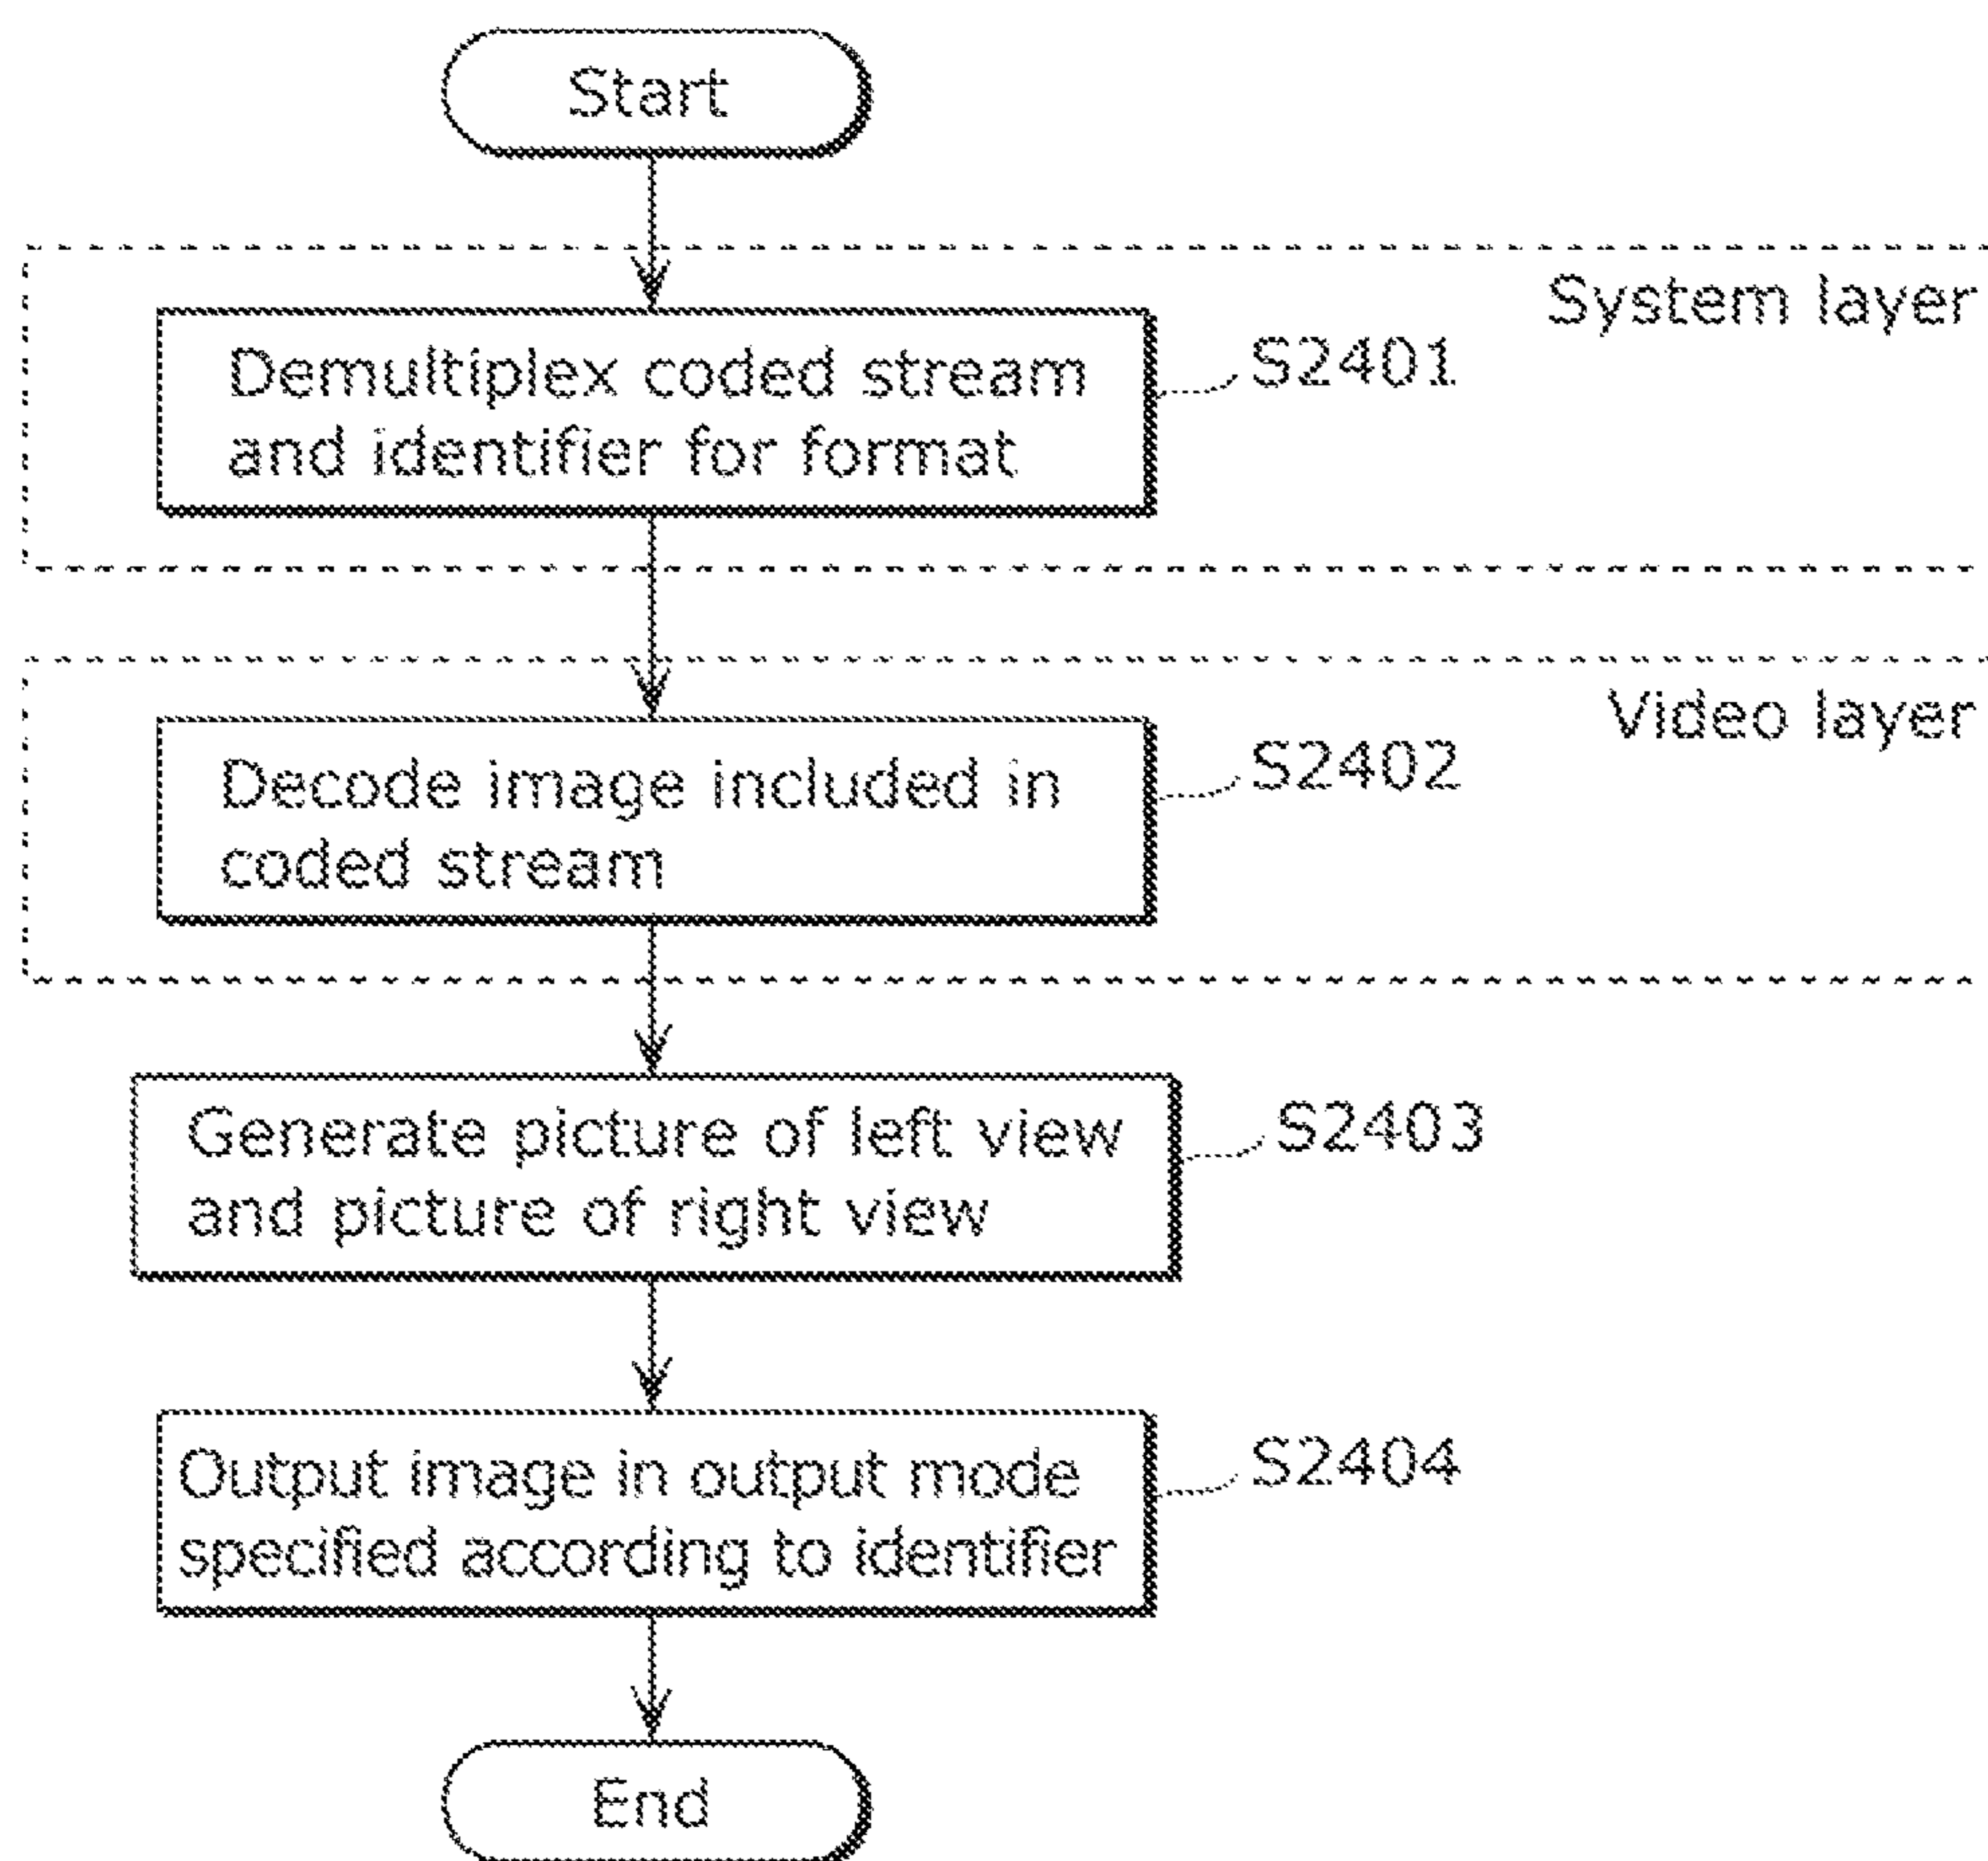 Start
System layer
Demultiplex coded stream
and identifier for format
S2401
Video layer
Decode image included in
coded stream
S2402
Generate picture of left view
and picture of right view
S2403
Output image in output mode
specified according to identifier
S2404
End